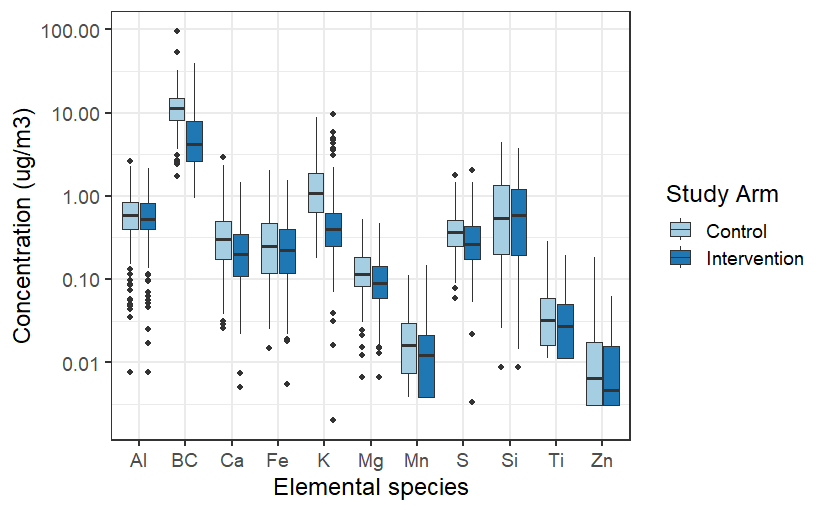 Concentration (ug/m3)
100.00
10.00
1.00
0.10
0.01
Al BC Ca Fe K Mg Mn S Si Ti Zn
Elemental species
Study Arm
Control
Intervention